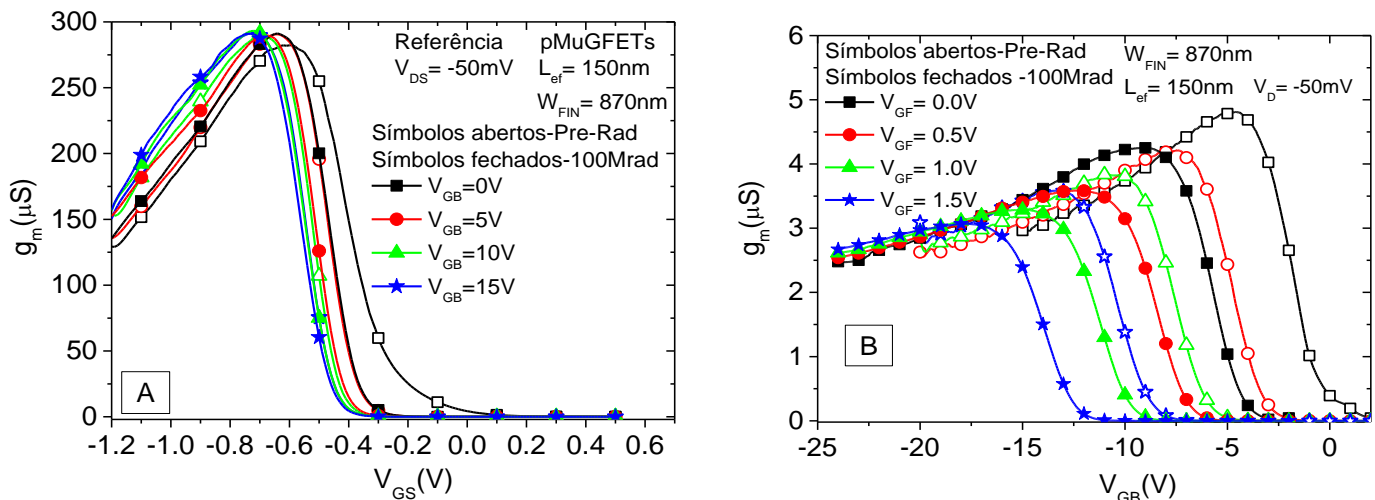 Referência
pMuGFETs
V_DS= -50mV
L_ef= 150nm
W_FIN= 870nm
Símbolos abertos-Pre-Rad
Símbolos fechados-100Mrad
V_GB=0V
V_GB=5V
V_GB=10V
V_GB=15V
300
250
200
150
100
50
0
g_m(μS)
A
-1.2 -1.0 -0.8 -0.6 -0.4 -0.2 0.0 0.2 0.4 0.6
V_GS(V)
Símbolos abertos-Pre-Rad
Símbolos fechados -100Mrad
W_FIN= 870nm
L_ef= 150nm
V_D= -50mV
V_GF= 0.0V
V_GF= 0.5V
V_GF= 1.0V
V_GF= 1.5V
6
5
4
3
2
1
0
g_m(μS)
B
-25 -20 -15 -10 -5 0
V_GB(V)